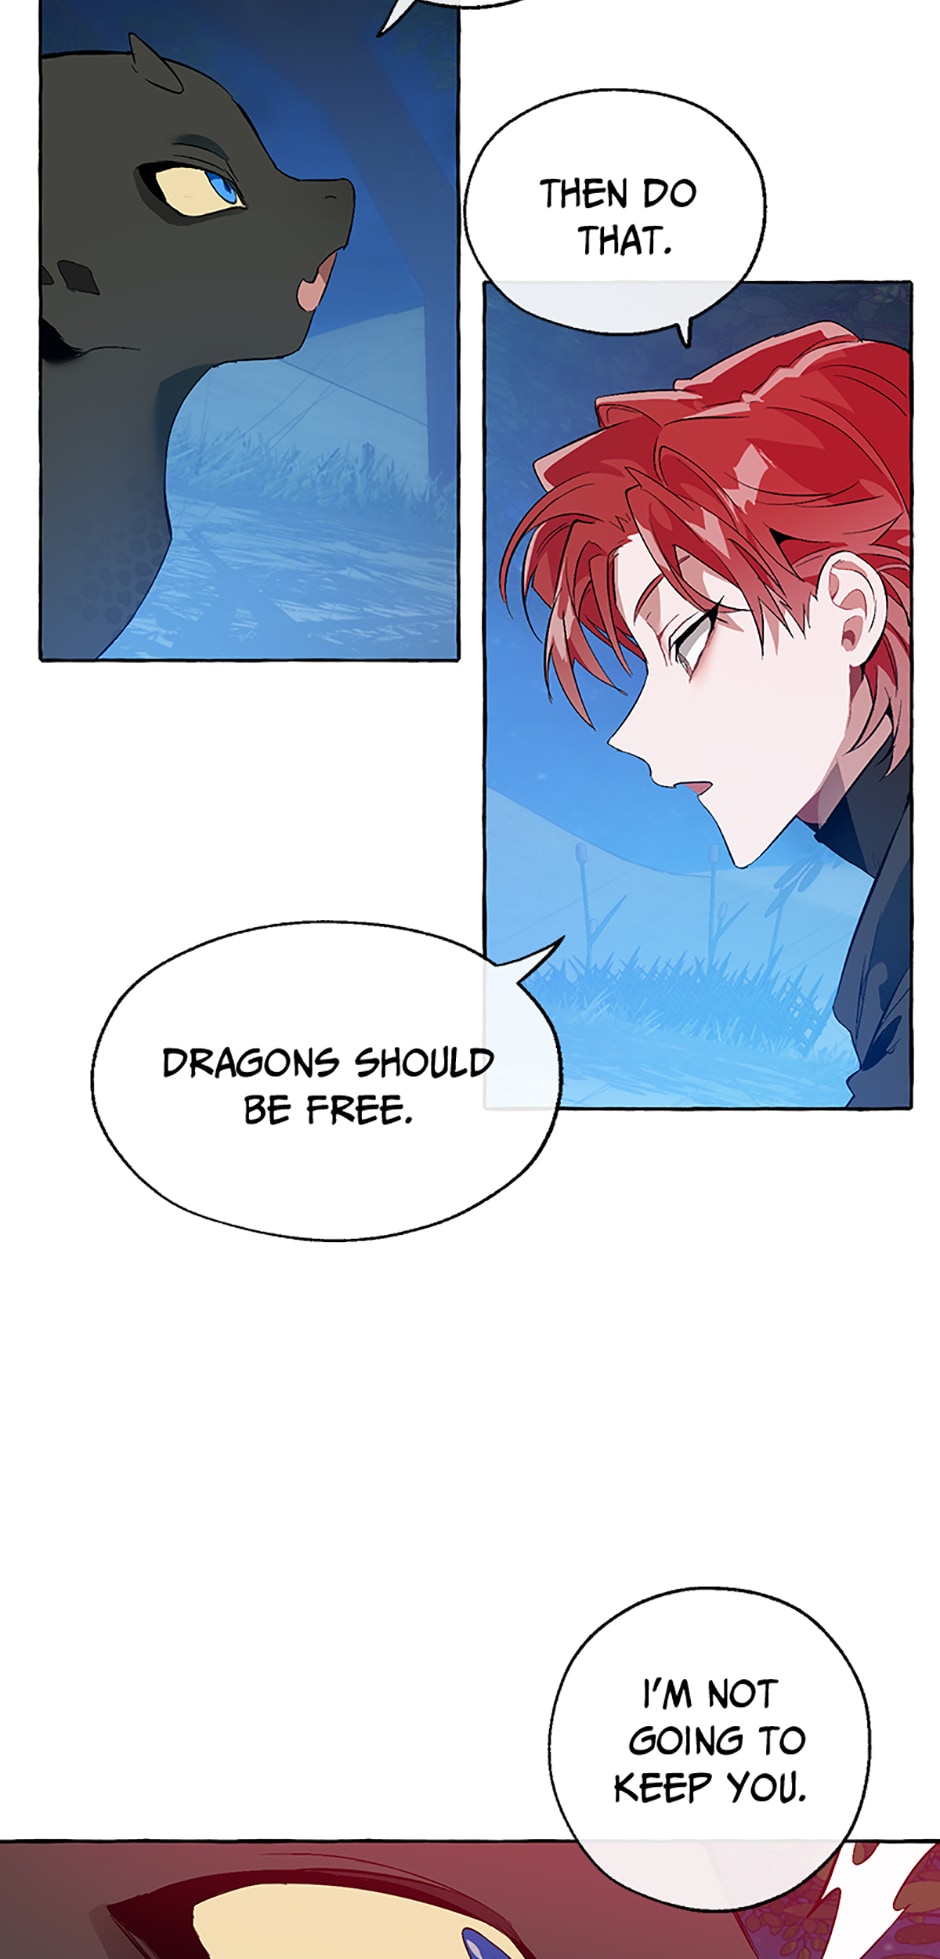 THEN DO
THAT.
DRAGONS SHOULD
BE FREE.
I'M NOT
GOING TO
KEEP YOU.